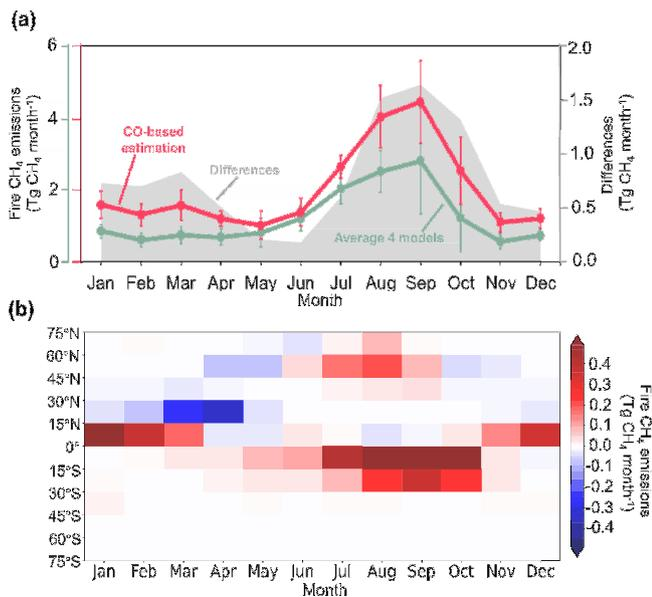 (a)
6
4
2
0
Fire CH₄ emissions
(Tg CH₄ month⁻¹)
CO-based
estimation
Differences
Average 4 models
2.0
1.5
1.0
0.5
0.0
Differences
(Tg CH₄ month⁻¹)
Jan Feb Mar Apr May Jun Jul Aug Sep Oct Nov Dec
Month
(b)
75°N
60°N
45°N
30°N
15°N
0°
15°S
30°S
45°S
60°S
75°S
Jan Feb Mar Apr May Jun Jul Aug Sep Oct Nov Dec
Month
0.4
0.3
0.2
0.1
0.0
-0.1
-0.2
-0.3
-0.4
Fire CH₄ emissions
(Tg CH₄ month⁻¹)